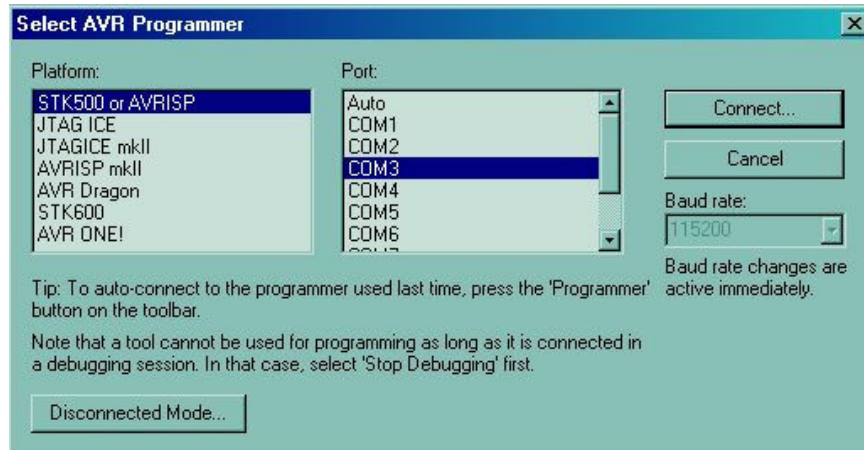 Select AVR Programmer
Platform:
STK500 or AVRISP
JTAG ICE
JTAGICE mkII
AVRISP mkII
AVR Dragon
STK600
AVR ONE!
Port:
Auto
COM1
COM2
COM3
COM4
COM5
COM6
Connect...
Cancel
Baud rate:
115200
Baud rate changes are
active immediately.
Tip: To auto-connect to the programmer used last time, press the 'Programmer'
button on the toolbar.
Note that a tool cannot be used for programming as long as it is connected in
a debugging session. In that case, select 'Stop Debugging' first.
Disconnected Mode...